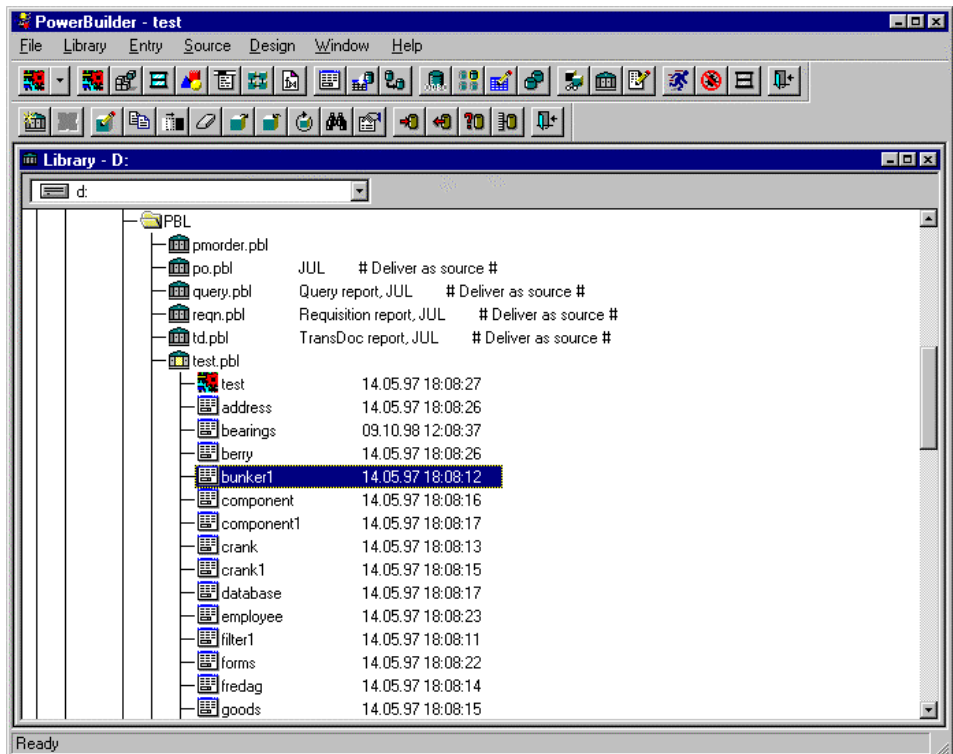 PowerBuilder - test
File Library Entry Source Design Window Help
Library - D:
d:
PBL
pmorder.pbl
po.pbl JUL # Deliver as source #
query.pbl Query report, JUL # Deliver as source #
reqn.pbl Requisition report, JUL # Deliver as source #
td.pbl TransDoc report, JUL # Deliver as source #
test.pbl
test 14.05.97 18:08:27
address 14.05.97 18:08:26
bearings 09.10.98 12:08:37
berry 14.05.97 18:08:26
bunker1 14.05.97 18:08:12
component 14.05.97 18:08:16
component1 14.05.97 18:08:17
crank 14.05.97 18:08:13
crank1 14.05.97 18:08:15
database 14.05.97 18:08:17
employee 14.05.97 18:08:23
filter1 14.05.97 18:08:11
forms 14.05.97 18:08:22
fredag 14.05.97 18:08:14
goods 14.05.97 18:08:15
Ready